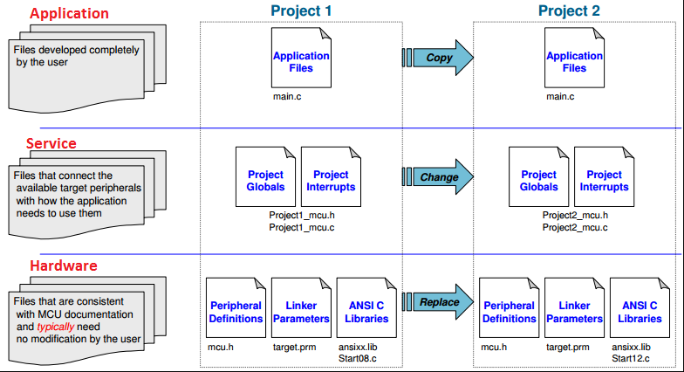 Application
Project 1
Project 2
Files developed completely
by the user
Application
Files
main.c
Copy
Application
Files
main.c
Service
Files that connect the
available target peripherals
with how the application
needs to use them
Project
Globals
Project
Interrupts
Project1_mcu.h
Project1_mcu.c
Change
Project
Globals
Project
Interrupts
Project2_mcu.h
Project2_mcu.c
Hardware
Files that are consistent
with MCU documentation
and typically need
no modification by the user
Peripheral
Definitions
mcu.h
Linker
Parameters
target.prm
ANSI C
Libraries
ansixx.lib
Start08.c
Replace
Peripheral
Definitions
mcu.h
Linker
Parameters
target.prm
ANSI C
Libraries
ansixx.lib
Start12.c